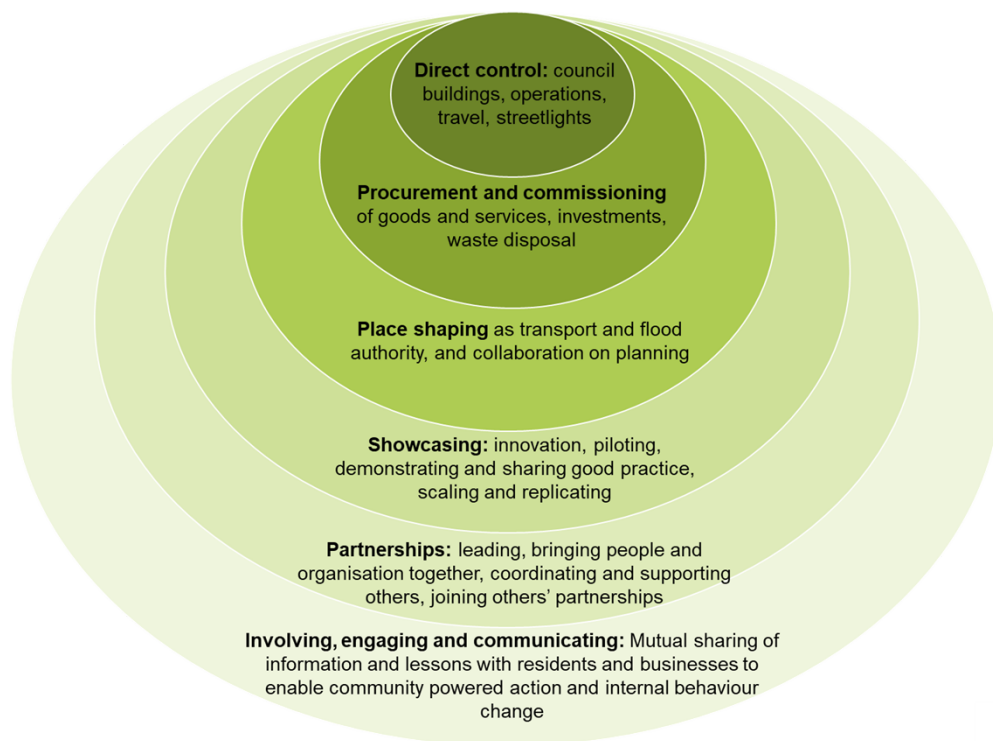 Direct control: council
buildings, operations,
travel, streetlights
Procurement and commissioning
of goods and services, investments,
waste disposal
Place shaping as transport and flood
authority, and collaboration on planning
Showcasing: innovation, piloting,
demonstrating and sharing good practice,
scaling and replicating
Partnerships: leading, bringing people and
organisation together, coordinating and supporting
others, joining others’ partnerships
Involving, engaging and communicating: Mutual sharing of
information and lessons with residents and businesses to
enable community powered action and internal behaviour
change